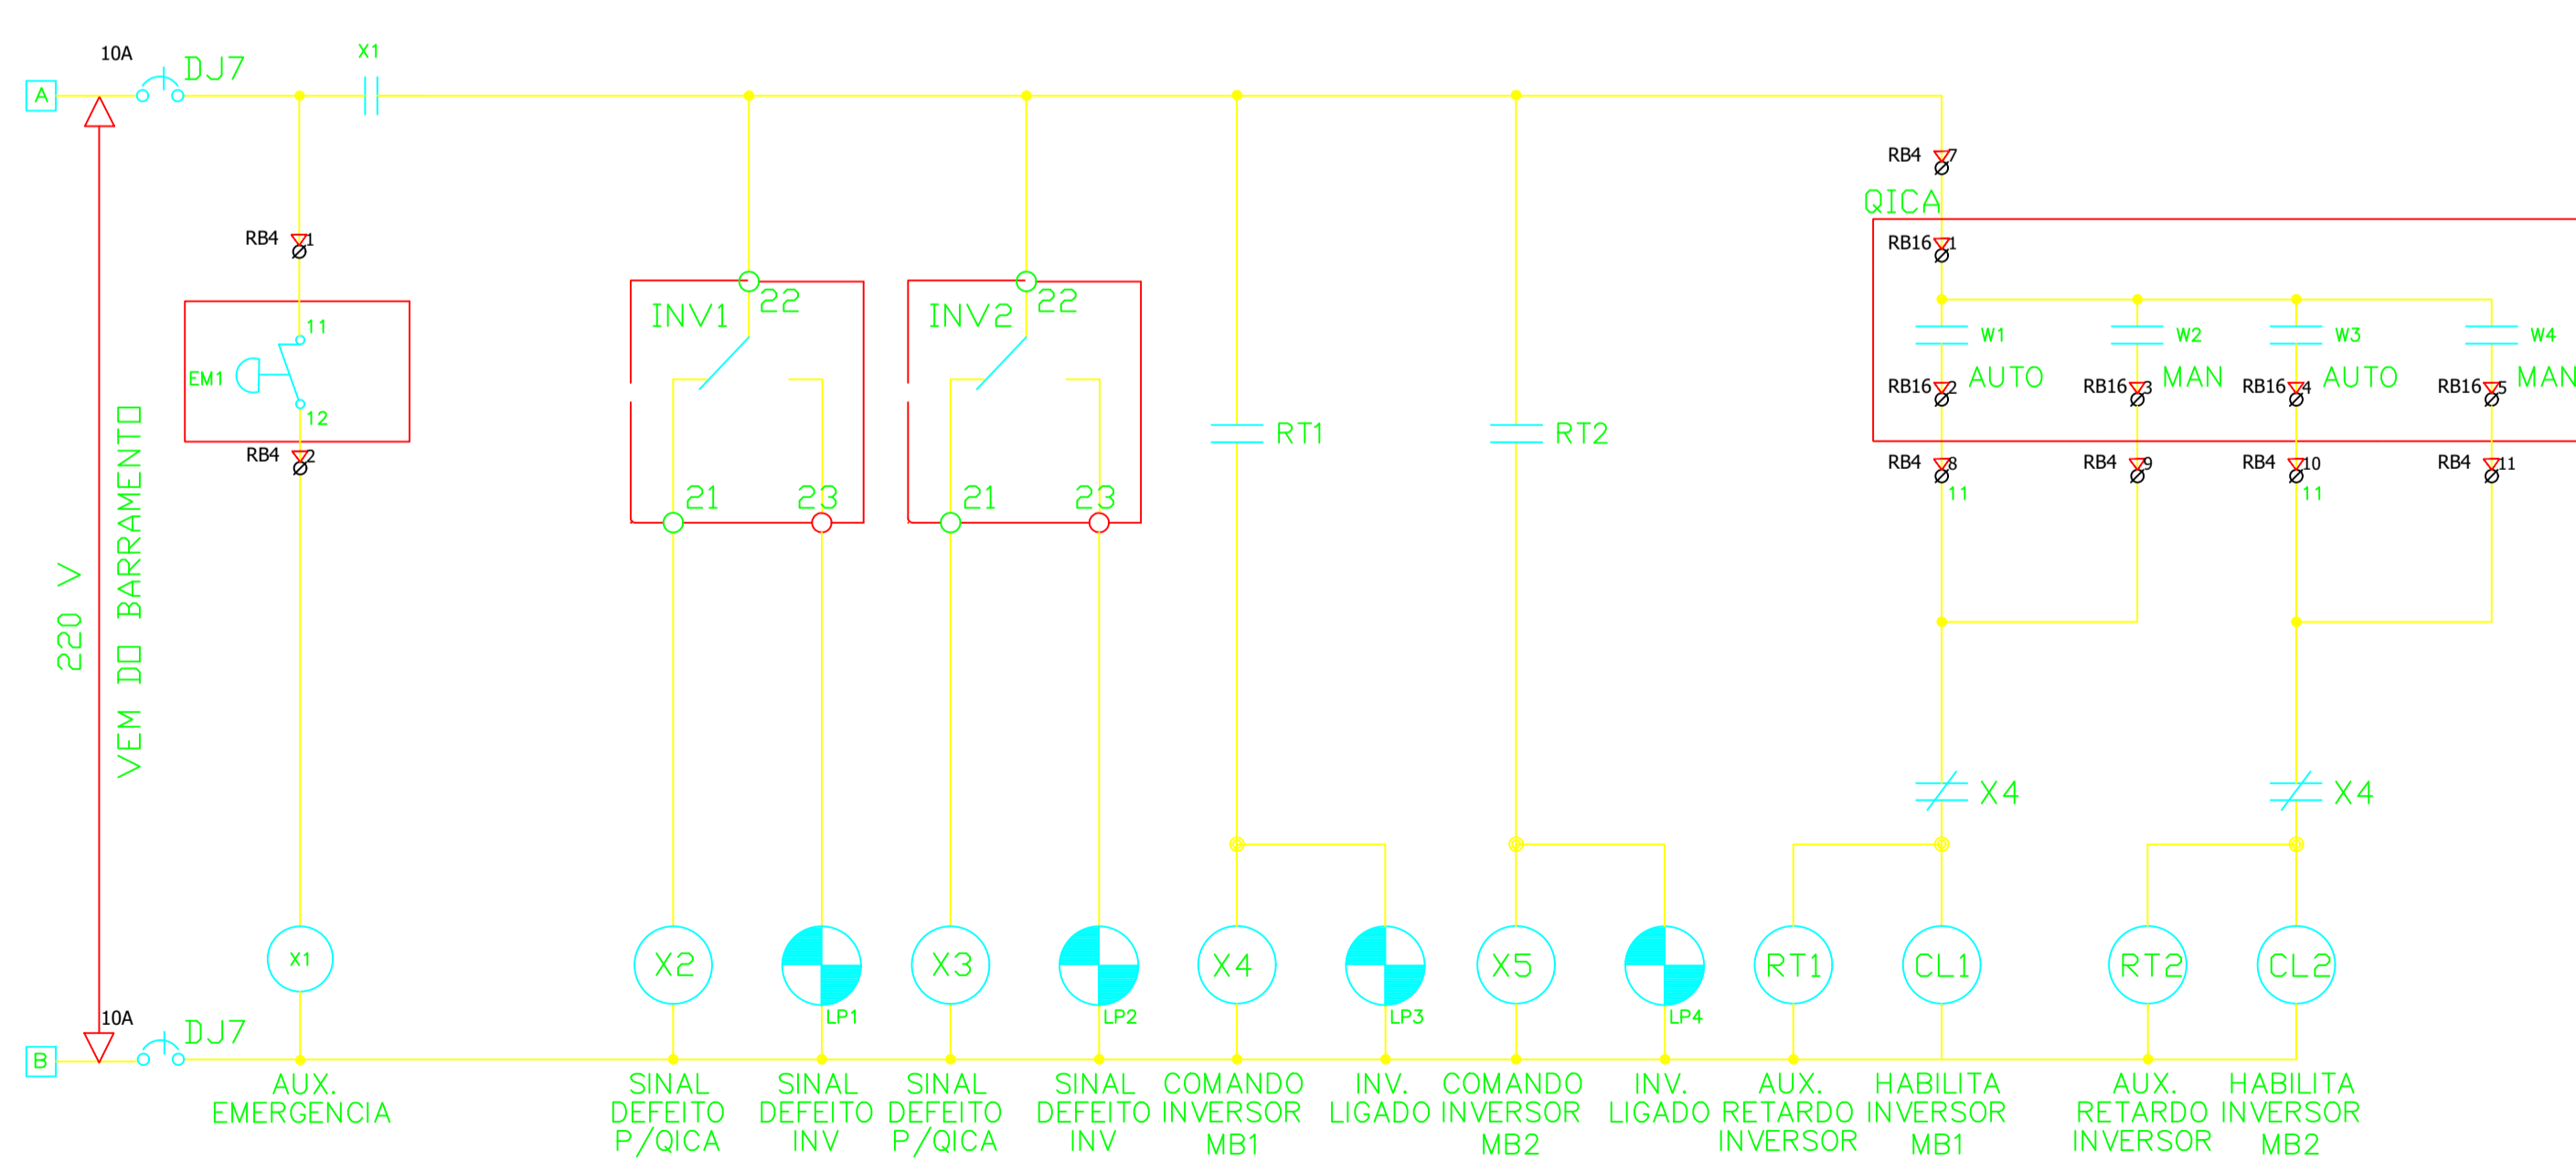 10A
DJ7
X1
A
RB4 7
QICA
RB4 1
RB16 1
INV1
22
INV2
22
11
EM1
12
W1
W2
W3
W4
AUTO
MAN
AUTO
MAN
RB16 2
RB16 3
RB16 4
RB16 5
RT1
RT2
RB4 2
RB4 8
RB4 9
RB4 10
RB4 11
11
11
21
23
21
23
220 V
VEM DO BARRAMENTO
X4
X4
X1
X2
X3
X4
X5
RT1
CL1
RT2
CL2
LP1
LP2
LP3
LP4
10A
DJ7
B
AUX.
EMERGENCIA
SINAL
DEFEITO
P/QICA
SINAL
DEFEITO
INV
SINAL
DEFEITO
P/QICA
SINAL
DEFEITO
INV
COMANDO
INVERSOR
MB1
INV.
LIGADO
COMANDO
INVERSOR
MB2
INV.
LIGADO
AUX.
RETARDO
INVERSOR
HABILITA
INVERSOR
MB1
AUX.
RETARDO
INVERSOR
HABILITA
INVERSOR
MB2